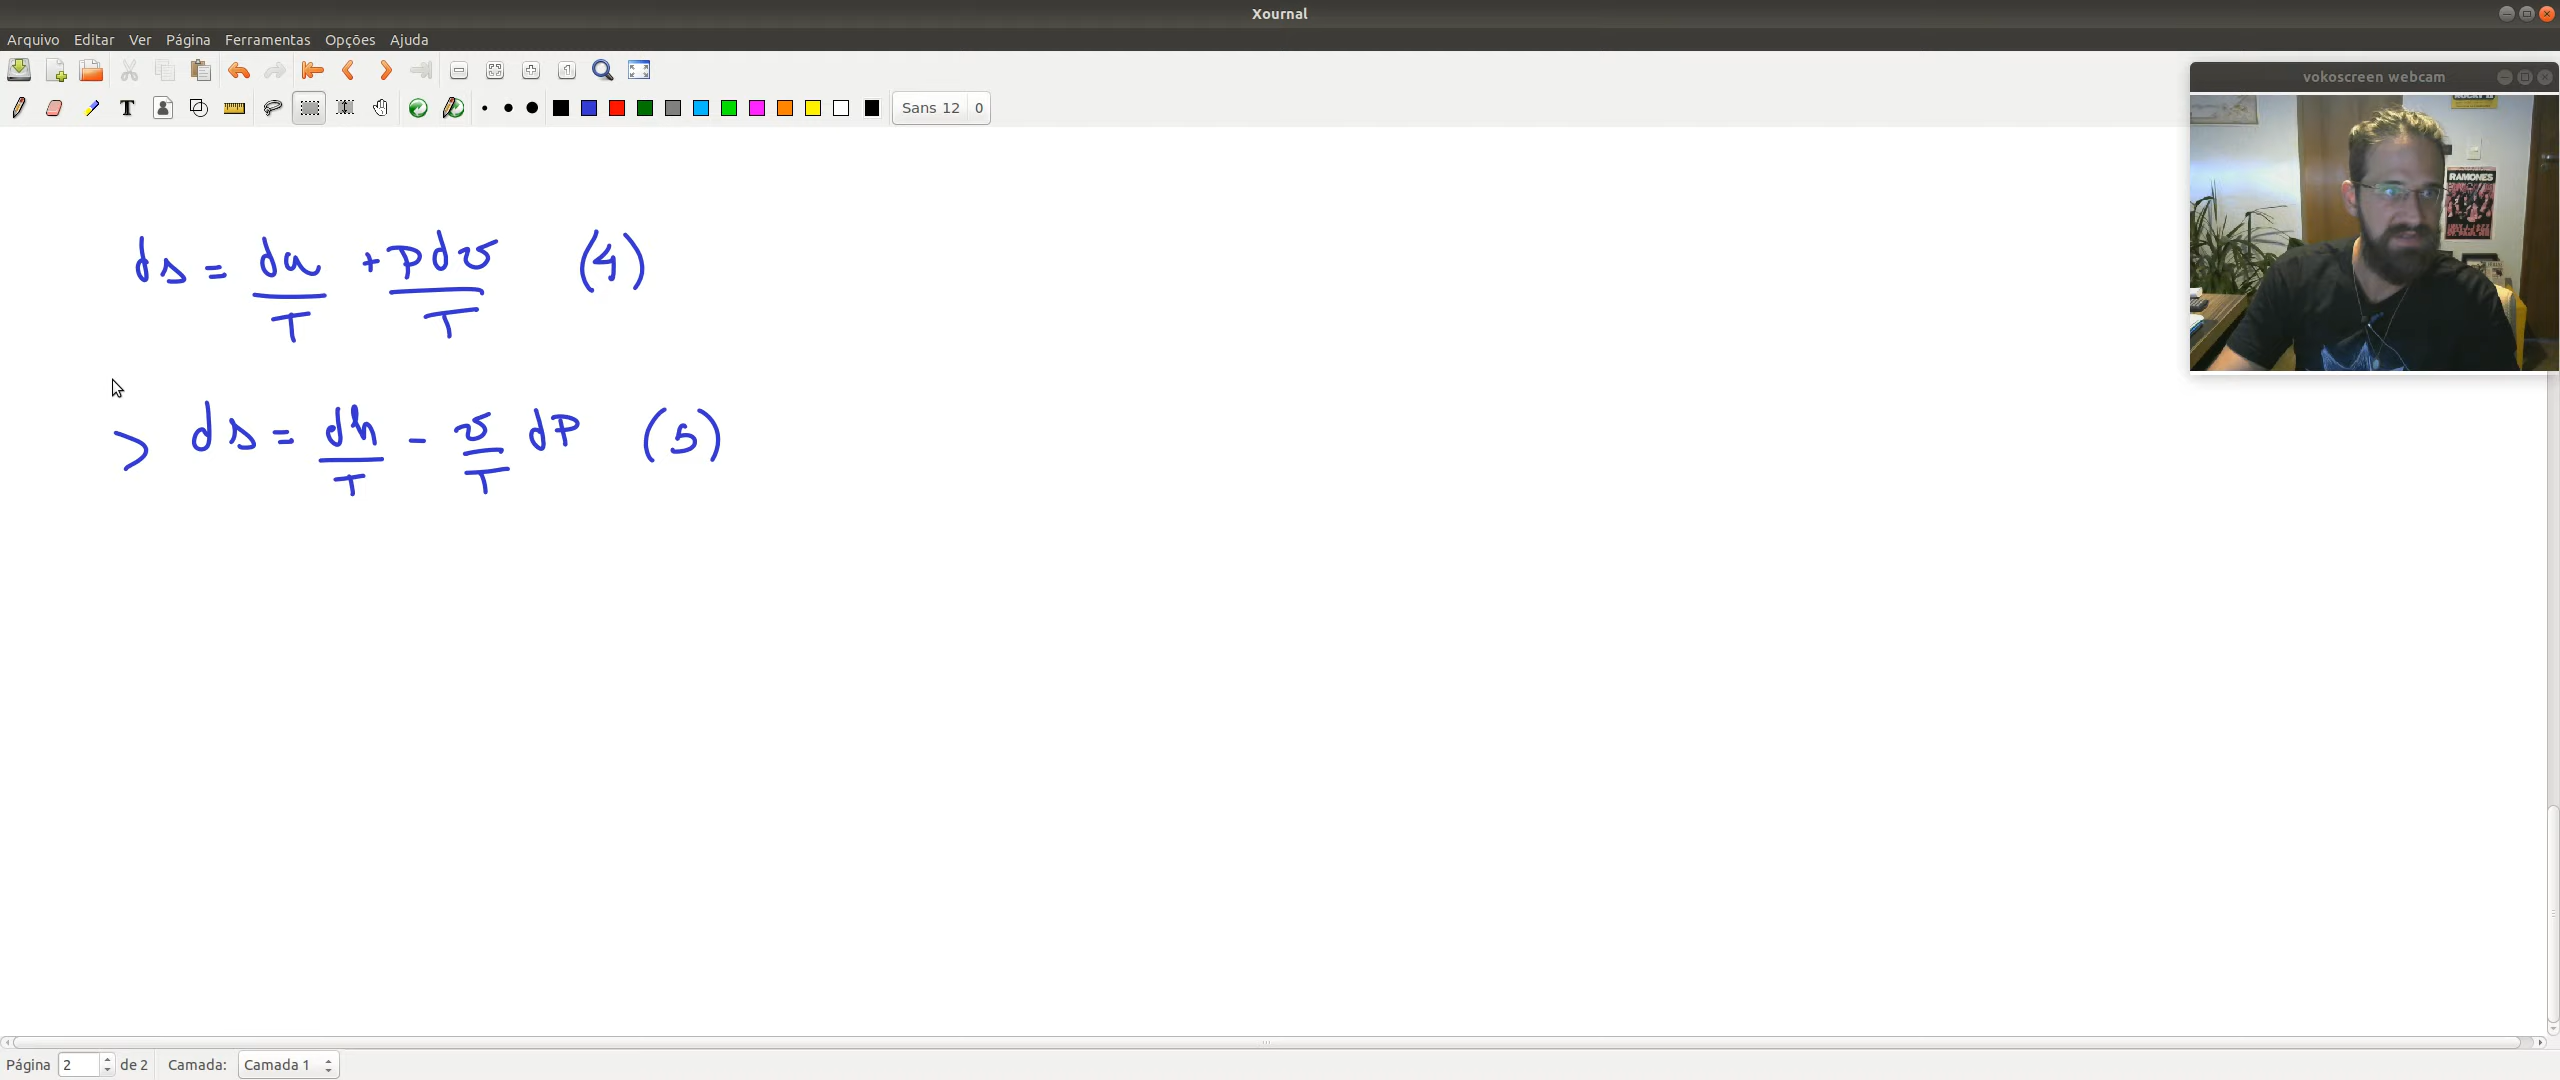 Xournal
Arquivo Editar Ver Página Ferramentas Opções Ajuda
T Sans 12 0
vokoscreen webcam
RAMONES
ds = du/T + Pdv/T (4)
> ds = dh/T - v/T dP (5)
Página 2 de 2 Camada: Camada 1